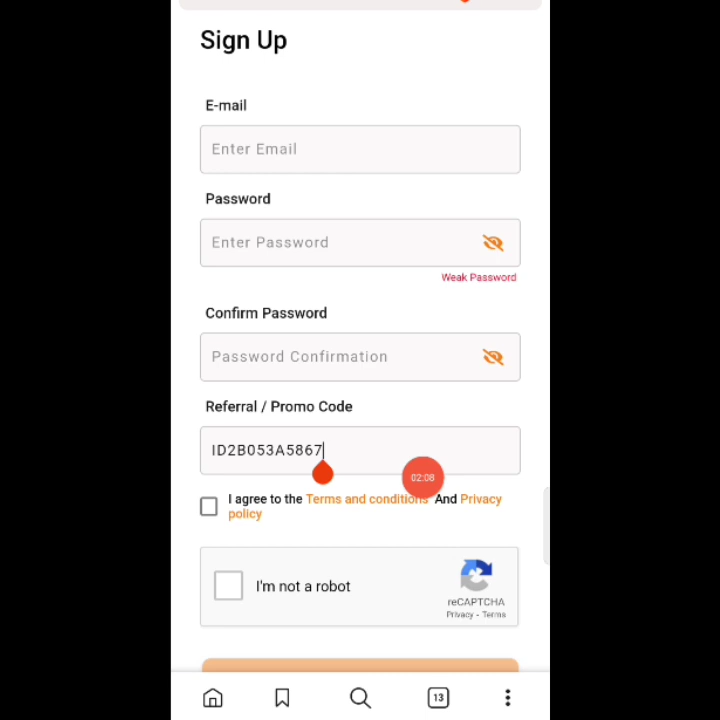 Sign Up
E-mail
Enter Email
Password
Enter Password
Weak Password
Confirm Password
Password Confirmation
Referral / Promo Code
ID2B053A5867
02:08
I agree to the Terms and conditions And Privacy
policy
I'm not a robot
reCAPTCHA
Privacy - Terms
13